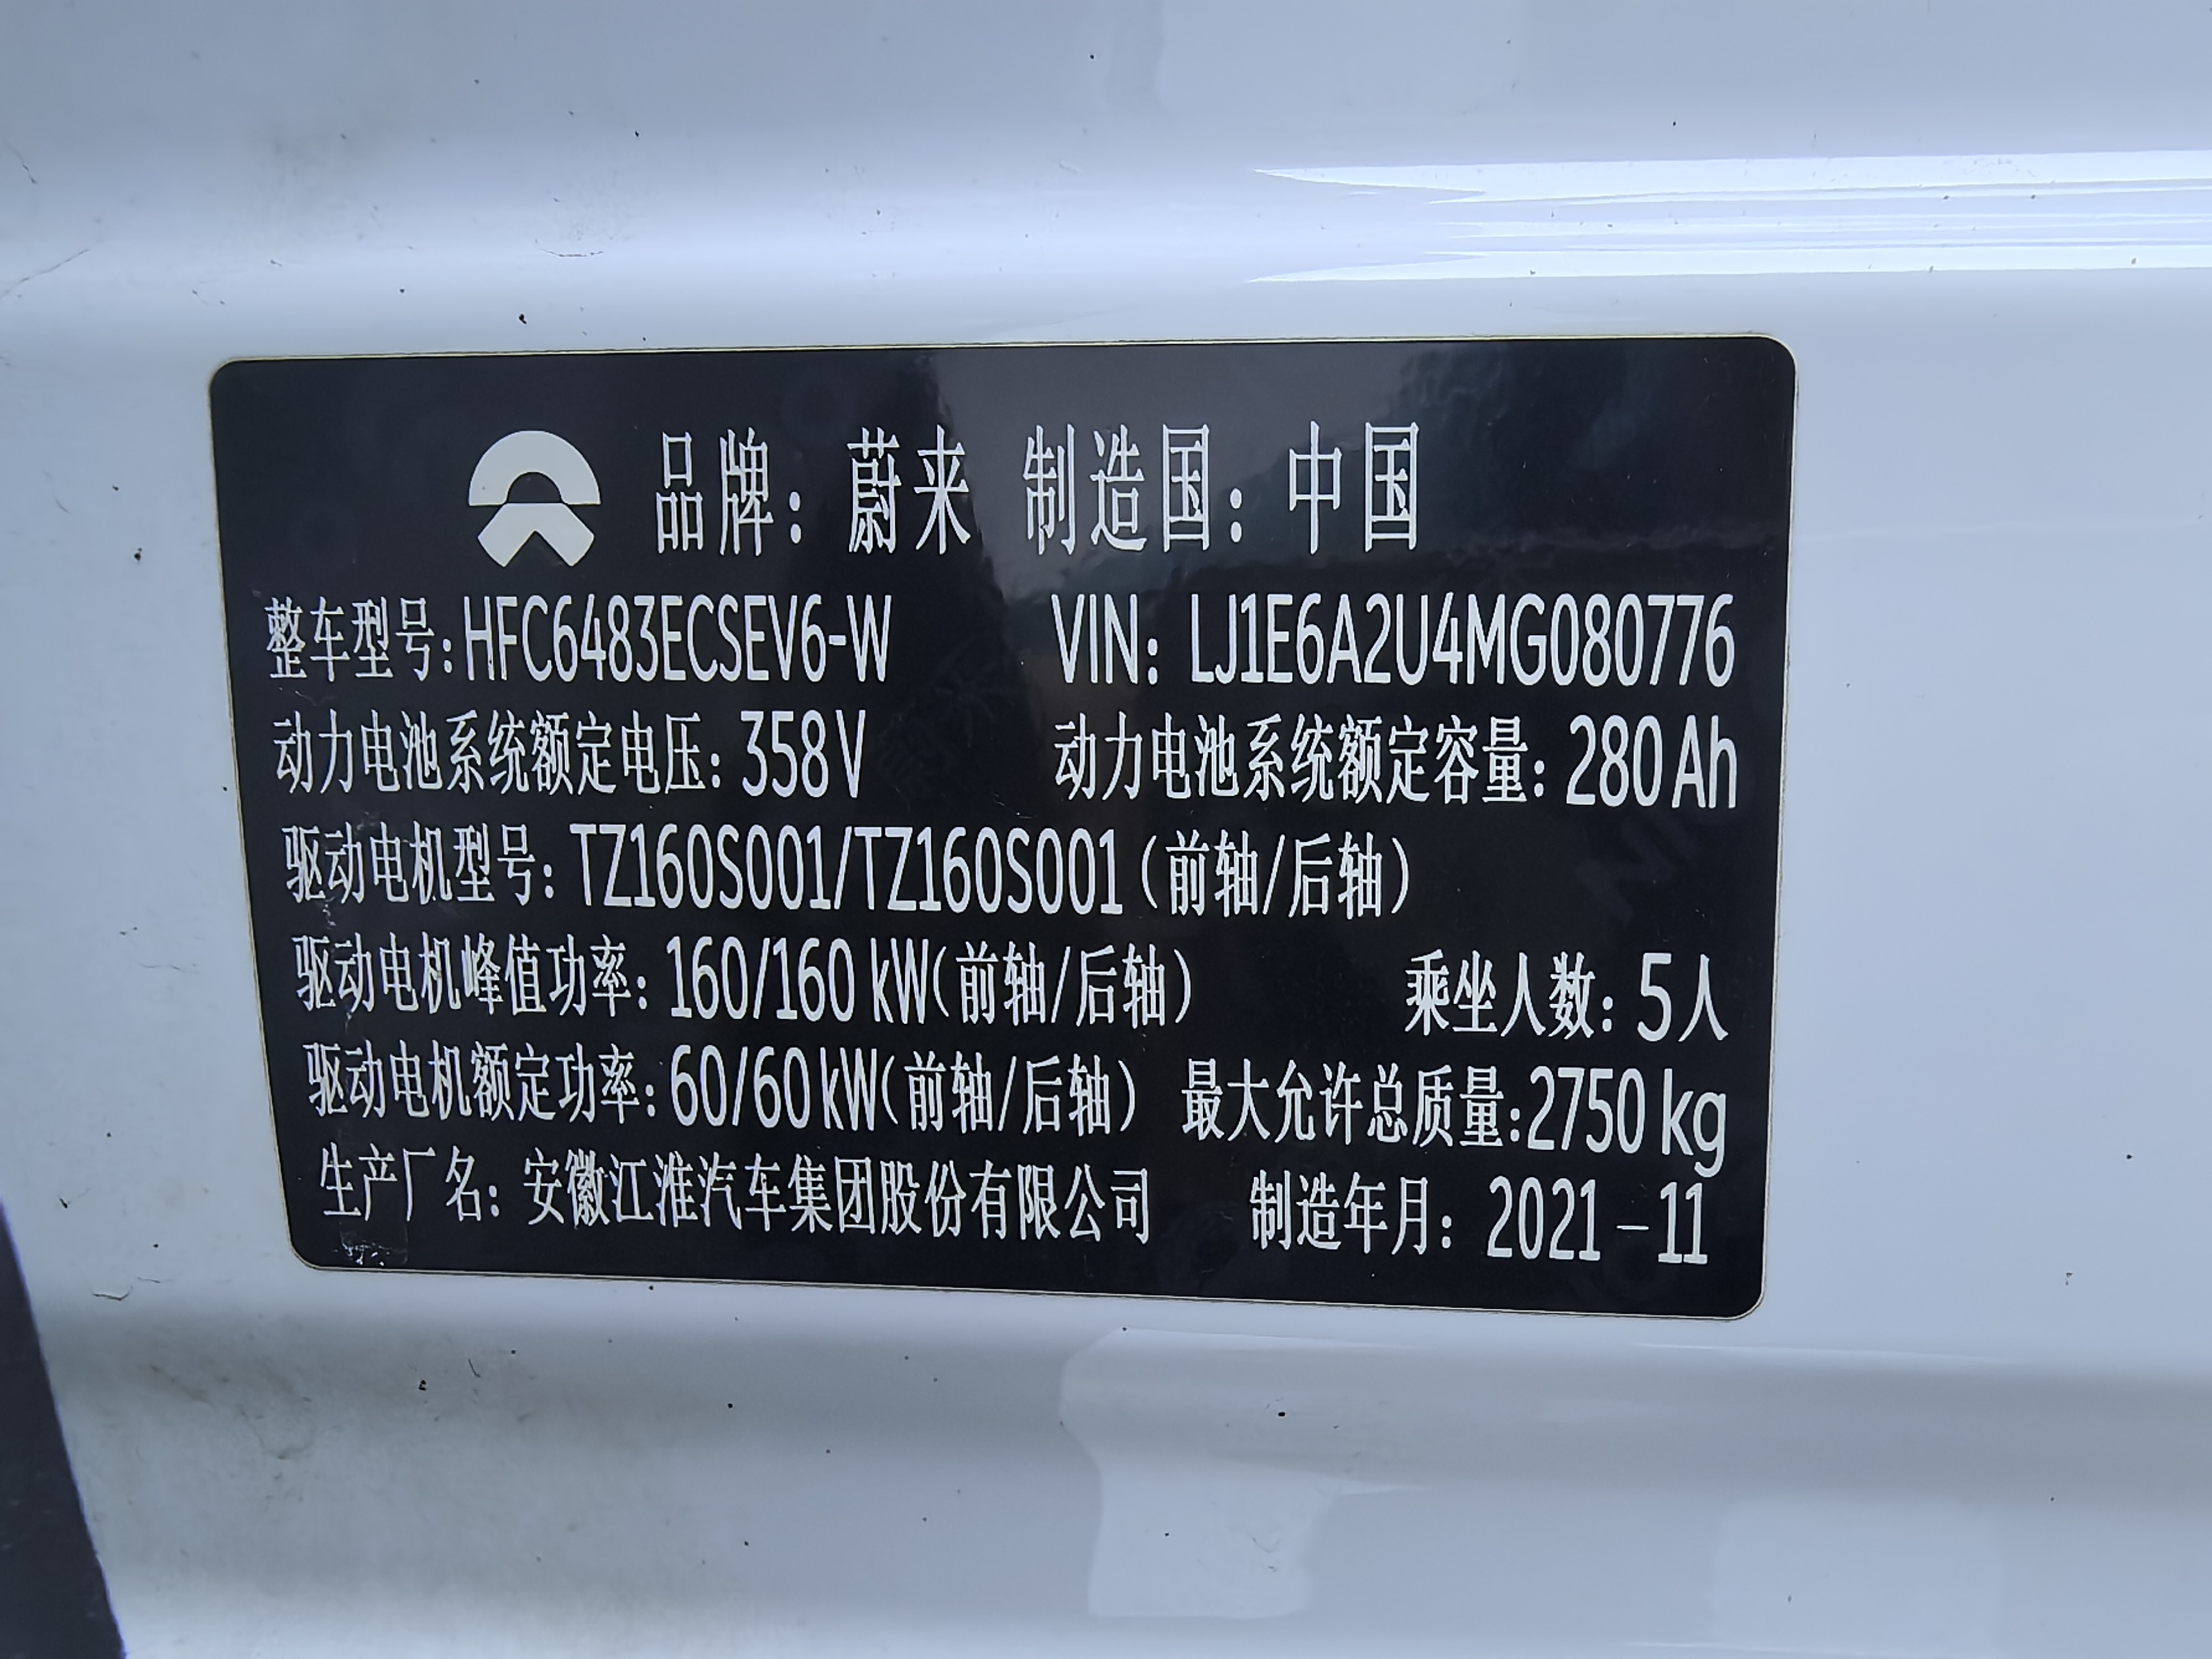 品牌：蔚来 制造国：中国
整车型号：HFC6483ECSEV6-W VIN：LJ1E6A2U4MG080776
动力电池系统额定电压：358V 动力电池系统额定容量：280Ah
驱动电机型号：TZ160S001/TZ160S001（前轴/后轴）
驱动电机峰值功率：160/160 kW（前轴/后轴） 乘坐人数：5人
驱动电机额定功率：60/60kW（前轴/后轴） 最大允许总质量：2750 kg
生产厂名：安徽江淮汽车集团股份有限公司 制造年月：2021-11